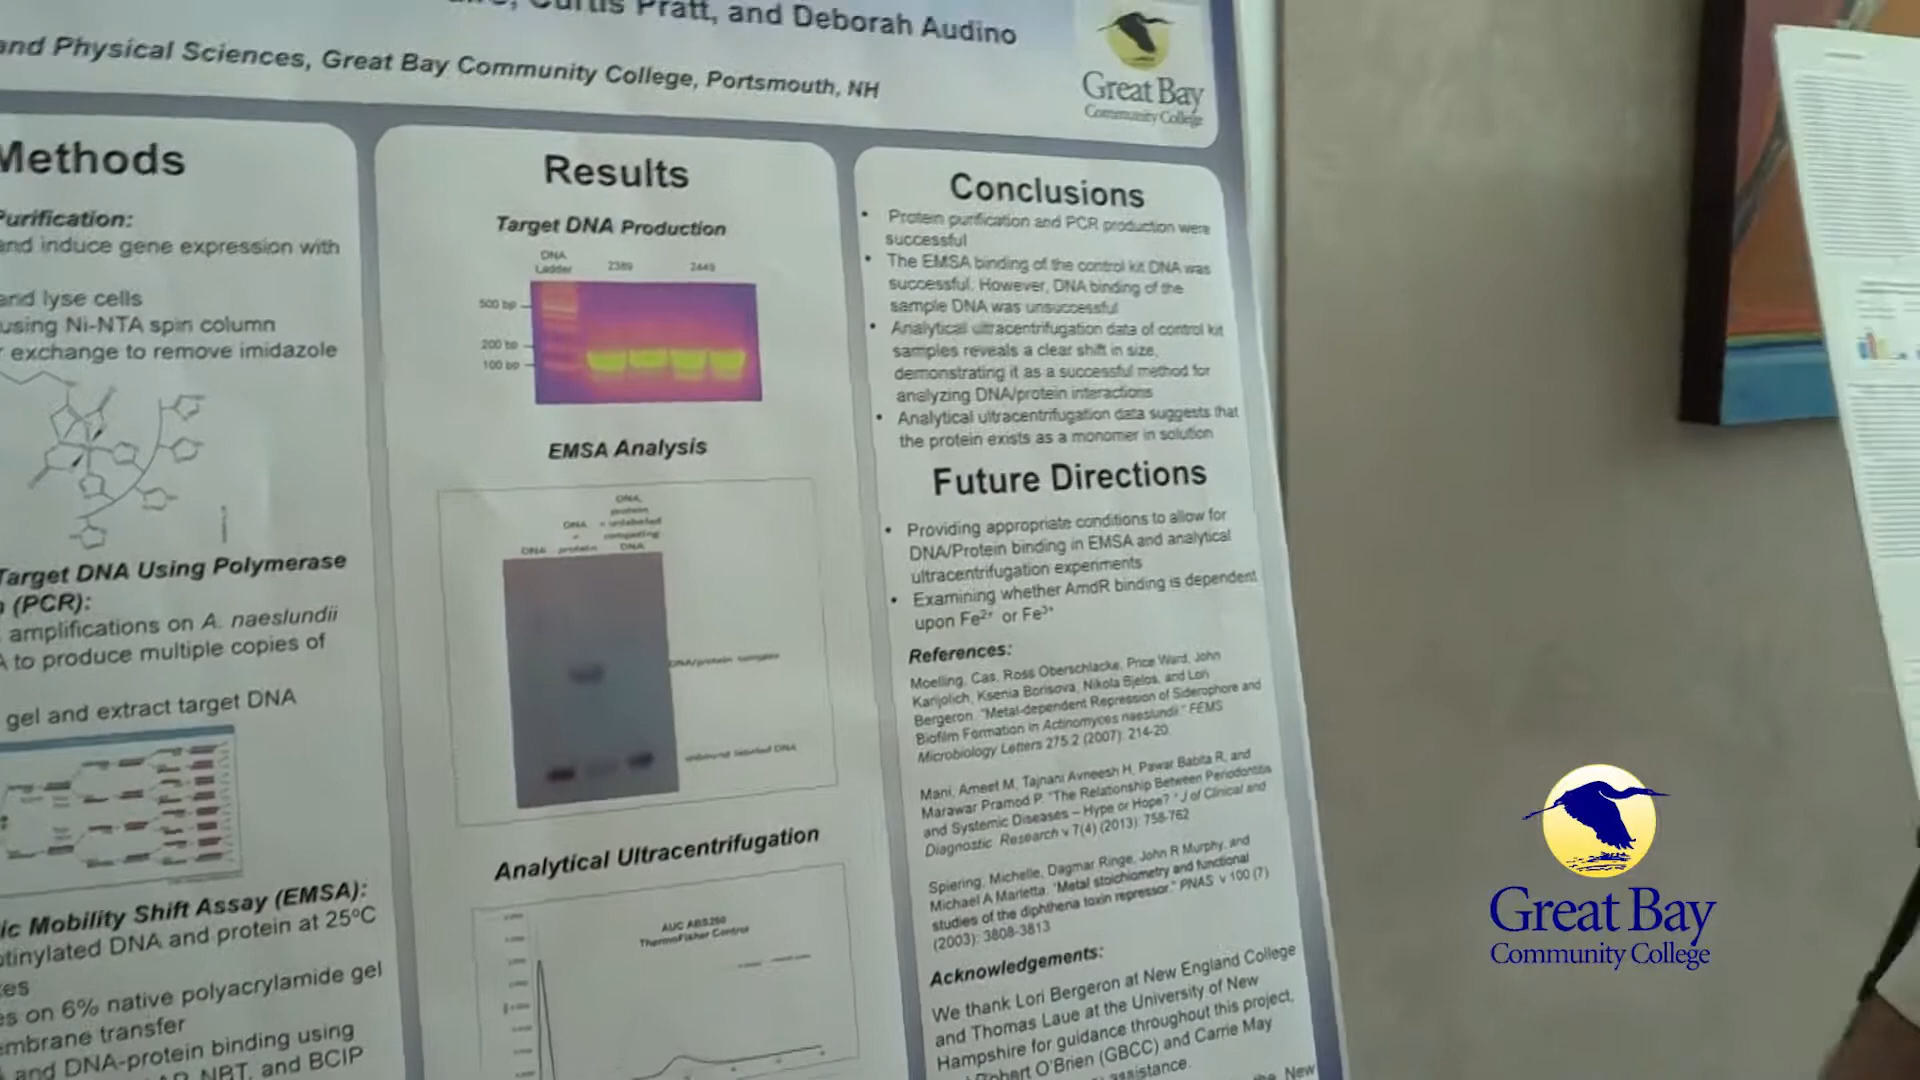 Curtis Pratt, and Deborah Audino
and Physical Sciences, Great Bay Community College, Portsmouth, NH
Great Bay
Community College
Methods
Purification:
and induce gene expression with
and lyse cells
using Ni-NTA spin column
exchange to remove imidazole
Target DNA Using Polymerase
(PCR):
amplifications on A. naeslundii
to produce multiple copies of
gel and extract target DNA
Mobility Shift Assay (EMSA):
DNA and protein at 25°C
on 6% native polyacrylamide gel
transfer
and DNA-protein binding using
NBT, and BCIP
Results
Target DNA Production
DNA
Ladder
2389
2449
500 bp
200 bp
100 bp
EMSA Analysis
DNA
DNA
+
protein
DNA,
protein
+ unlabeled
competing
DNA
DNA/protein complex
unbound labeled DNA
Analytical Ultracentrifugation
AUC ABS260
ThermoFisher Control
Conclusions
• Protein purification and PCR production were
successful
• The EMSA binding of the control kit DNA was
successful. However, DNA binding of the
sample DNA was unsuccessful
• Analytical ultracentrifugation data of control kit
samples reveals a clear shift in size,
demonstrating it as a successful method for
analyzing DNA/protein interactions
• Analytical ultracentrifugation data suggests that
the protein exists as a monomer in solution
Future Directions
• Providing appropriate conditions to allow for
DNA/Protein binding in EMSA and analytical
ultracentrifugation experiments
• Examining whether AmdR binding is dependent
upon Fe²⁺ or Fe³⁺
References:
Moelling, Cas, Ross Oberschlacke, Price Ward, John
Karijolich, Ksenia Borisova, Nikola Bjelos, and Lori
Bergeron. "Metal-dependent Repression of Siderophore and
Biofilm Formation in Actinomyces naeslundii." FEMS
Microbiology Letters 275.2 (2007): 214-20.
Mani, Ameet M, Tajnani Avneesh H, Pawar Babita R, and
Marawar Pramod P. "The Relationship Between Periodontitis
and Systemic Diseases – Hype or Hope?" J of Clinical and
Diagnostic Research v 7(4) (2013): 758-762
Spiering, Michelle, Dagmar Ringe, John R Murphy, and
Michael A Marletta. "Metal stoichiometry and functional
studies of the diphtheria toxin repressor." PNAS v 100 (7)
(2003): 3808-3813
Acknowledgements:
We thank Lori Bergeron at New England College
and Thomas Laue at the University of New
Hampshire for guidance throughout this project,
Robert O'Brien (GBCC) and Carrie May
assistance.
the New
Great Bay
Community College